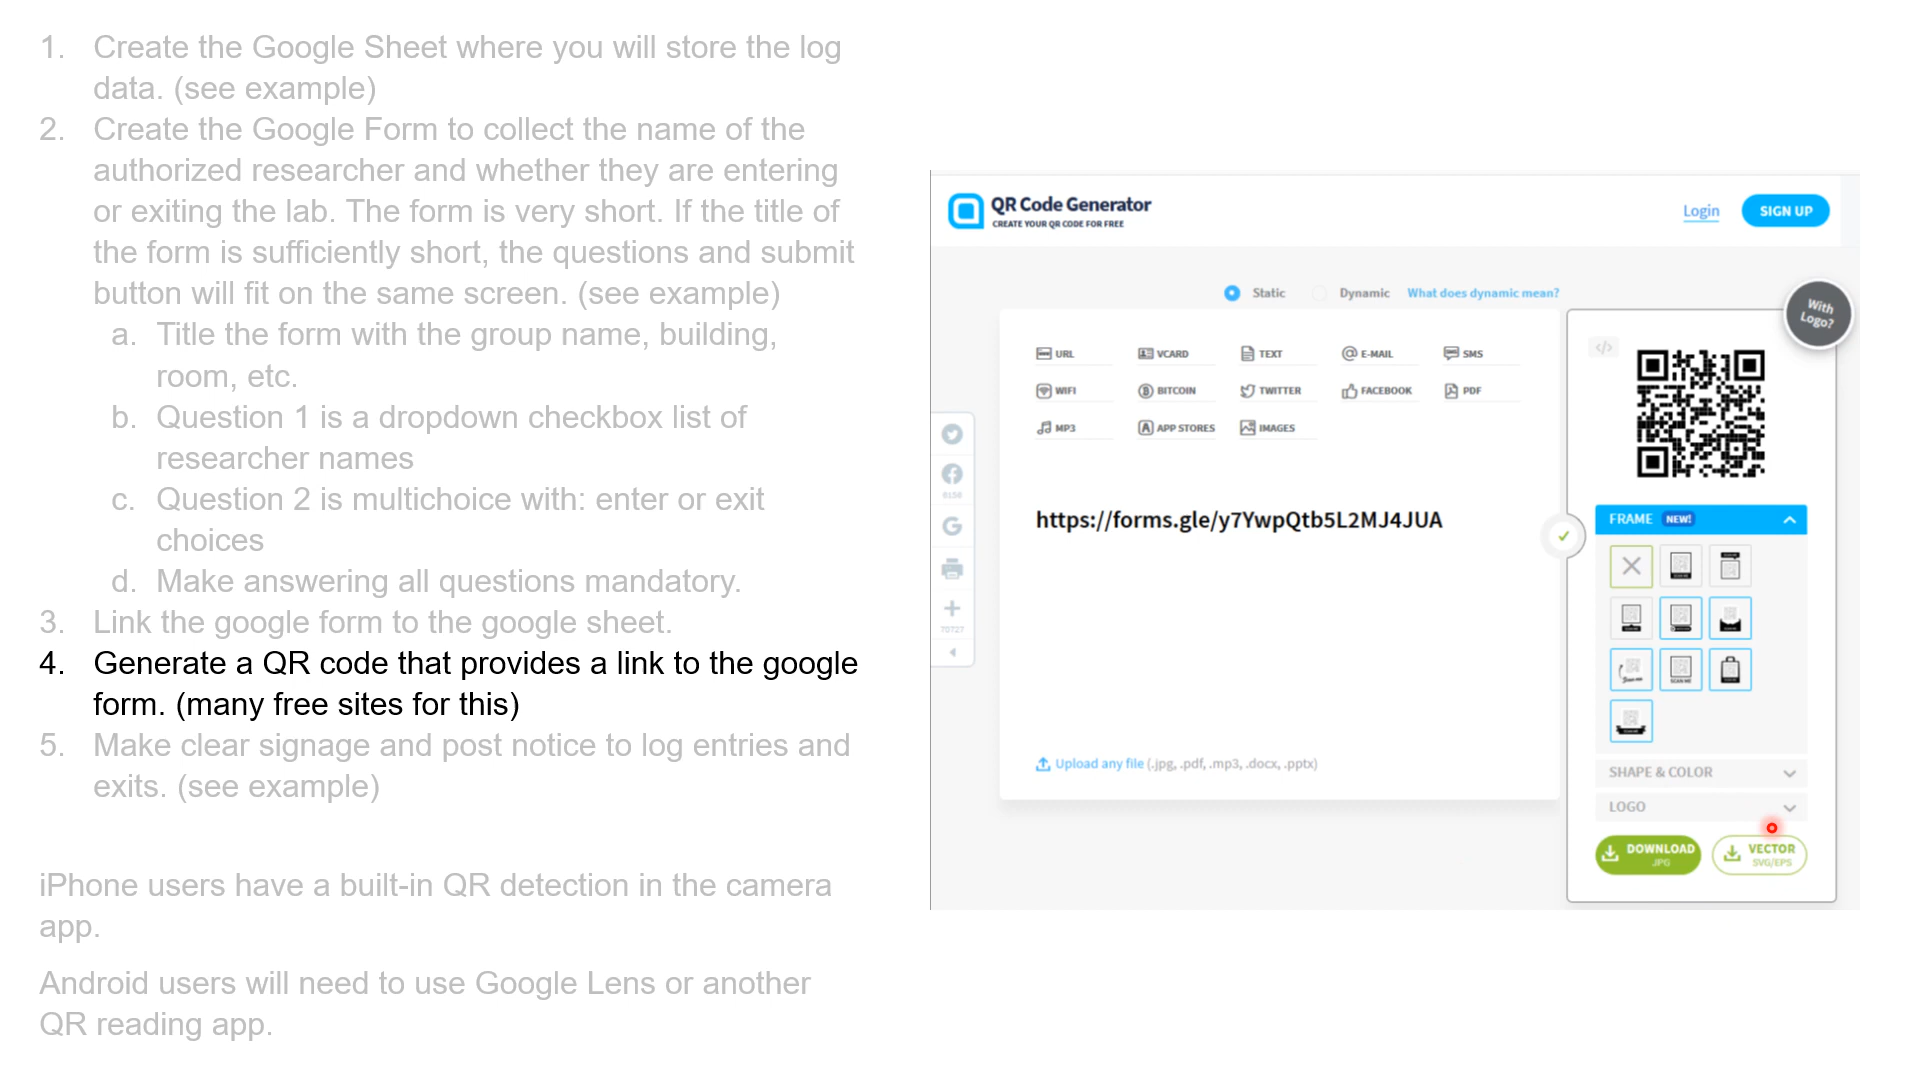 1. Create the Google Sheet where you will store the log
data. (see example)
2. Create the Google Form to collect the name of the
authorized researcher and whether they are entering
or exiting the lab. The form is very short. If the title of
the form is sufficiently short, the questions and submit
button will fit on the same screen. (see example)
a. Title the form with the group name, building,
room, etc.
b. Question 1 is a dropdown checkbox list of
researcher names
c. Question 2 is multichoice with: enter or exit
choices
d. Make answering all questions mandatory.
3. Link the google form to the google sheet.
4. Generate a QR code that provides a link to the google
form. (many free sites for this)
5. Make clear signage and post notice to log entries and
exits. (see example)
iPhone users have a built-in QR detection in the camera
app.
Android users will need to use Google Lens or another
QR reading app.
QR Code Generator
CREATE YOUR QR CODE FOR FREE
Login SIGN UP
Static Dynamic What does dynamic mean?
With
Logo?
URL VCARD TEXT E-MAIL SMS
WIFI BITCOIN TWITTER FACEBOOK PDF
MP3 APP STORES IMAGES
https://forms.gle/y7YwpQtb5L2MJ4JUA
70727
Upload any file (.jpg, .pdf, .mp3, .docx, .pptx)
FRAME NEW!
SHAPE & COLOR
LOGO
DOWNLOAD
JPG
VECTOR
SVG/EPS